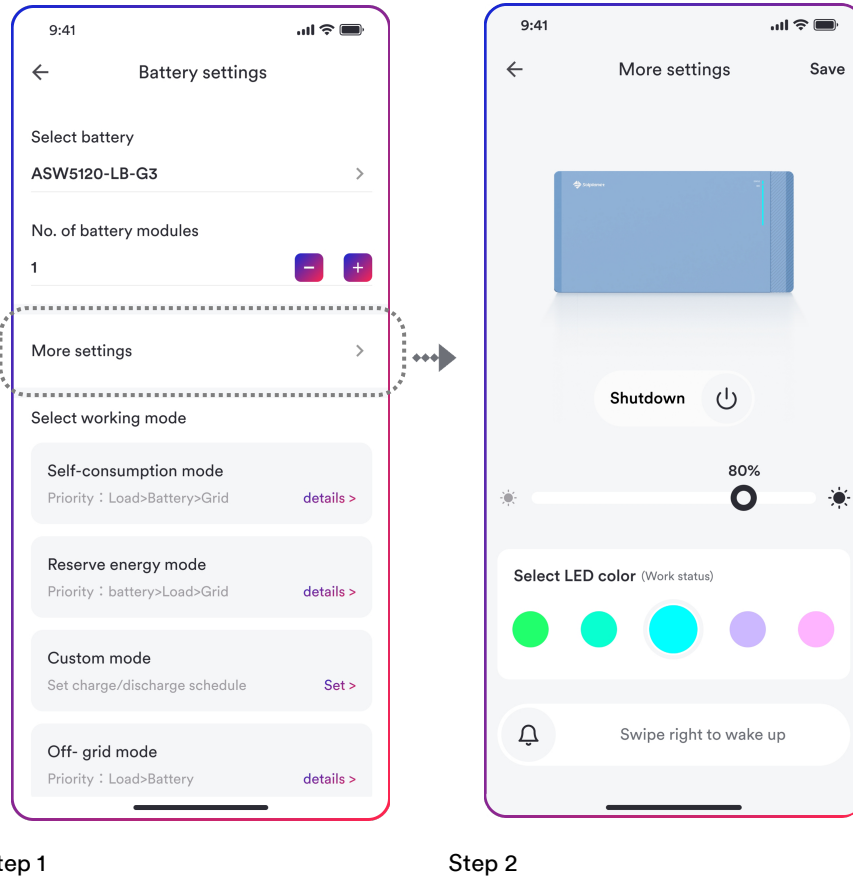 9:41
Battery settings
Select battery
ASW5120-LB-G3
No. of battery modules
1
More settings
Select working mode
Self-consumption mode
Priority：Load>Battery>Grid
details >
Reserve energy mode
Priority：battery>Load>Grid
details >
Custom mode
Set charge/discharge schedule
Set >
Off- grid mode
Priority：Load>Battery
details >
tep 1
9:41
More settings
Save
Shutdown
80%
Select LED color (Work status)
Swipe right to wake up
Step 2